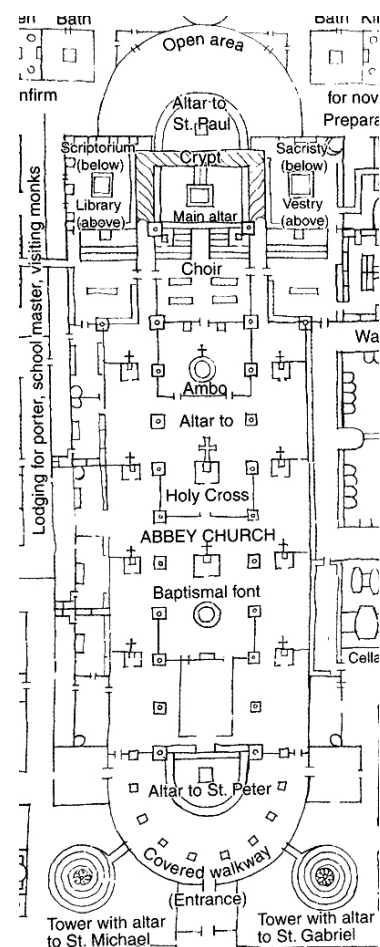 Bath
Bath
Open area
nfirm
for nov
Prepara
Altar to
St. Paul
Scriptorium
(below)
Crypt
Sacristy
(below)
Library
(above)
Main altar
Vestry
(above)
Lodging for porter, school master, visiting monks
Choir
Wa
Ambo
Altar to
Holy Cross
ABBEY CHURCH
Baptismal font
Cella
Altar to St. Peter
Covered walkway
(Entrance)
Tower with altar
to St. Michael
Tower with altar
to St. Gabriel